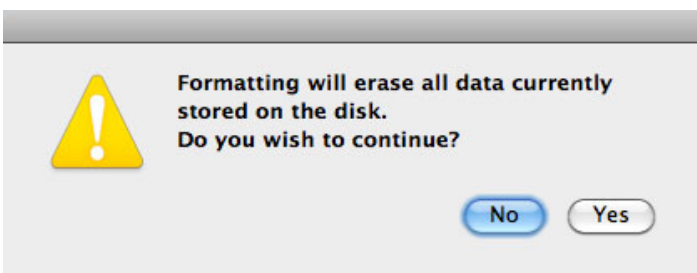 Formatting will erase all data currently
stored on the disk.
Do you wish to continue?
No Yes